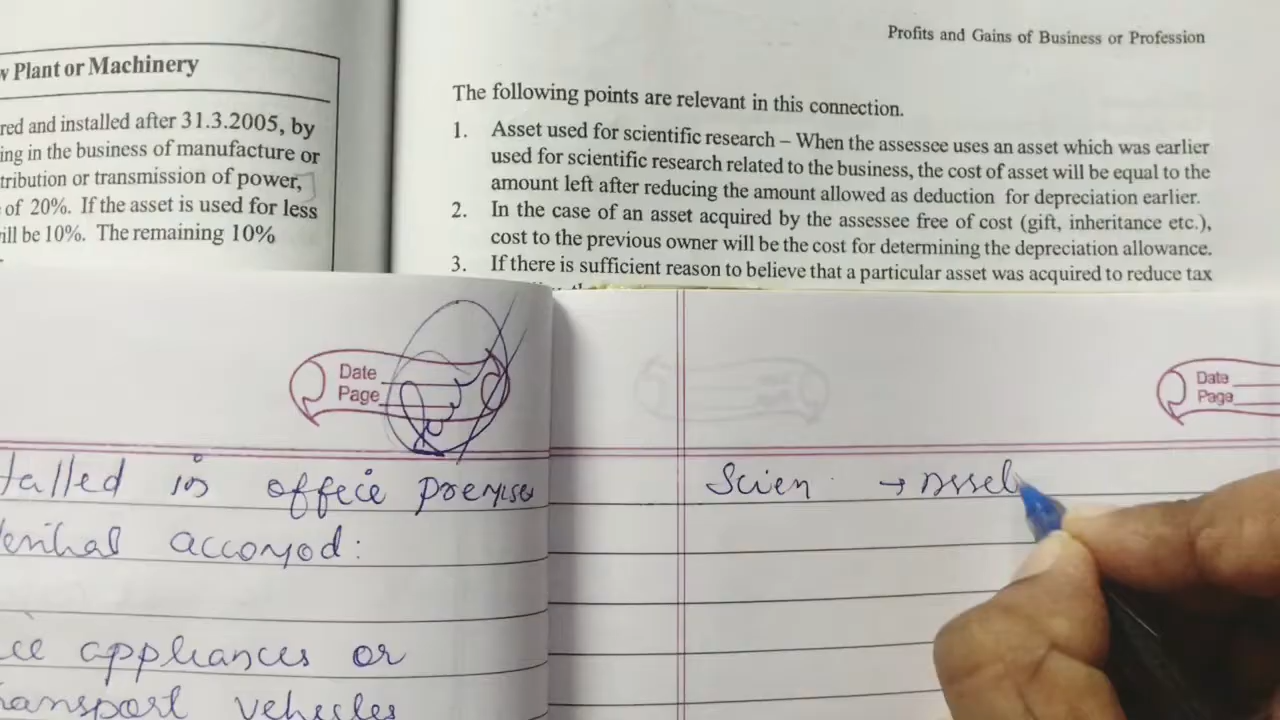 w Plant or Machinery
red and installed after 31.3.2005, by
ing in the business of manufacture or
tribution or transmission of power,
of 20%. If the asset is used for less
ill be 10%. The remaining 10%
Profits and Gains of Business or Profession
The following points are relevant in this connection.
1. Asset used for scientific research – When the assessee uses an asset which was earlier
used for scientific research related to the business, the cost of asset will be equal to the
amount left after reducing the amount allowed as deduction for depreciation earlier.
2. In the case of an asset acquired by the assessee free of cost (gift, inheritance etc.),
cost to the previous owner will be the cost for determining the depreciation allowance.
3. If there is sufficient reason to believe that a particular asset was acquired to reduce tax
Date
Page
talled in offece premises
accomod:
ce appliances or
ransport vehicles
Date
Page
Scien → Asset